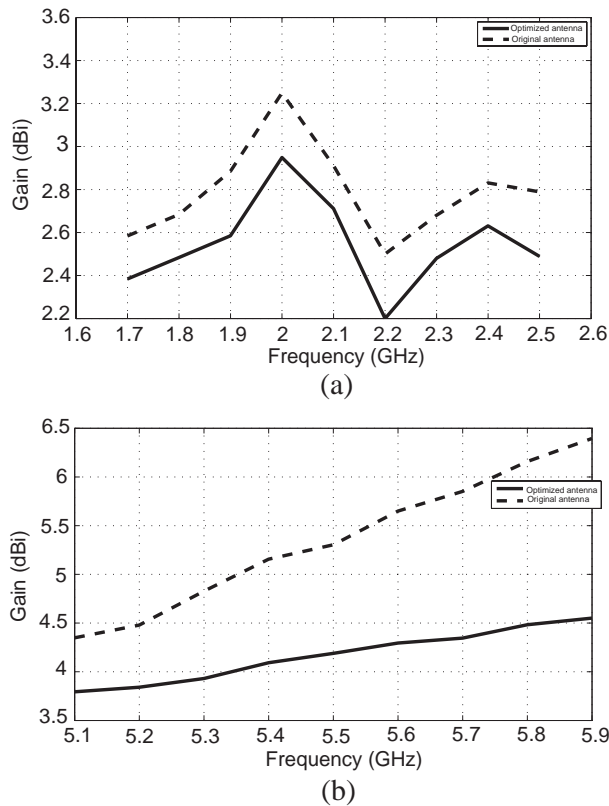 3.6
3.4
3.2
3
2.8
2.6
2.4
2.2
Gain (dBi)
Optimized antenna
Original antenna
1.6 1.7 1.8 1.9 2 2.1 2.2 2.3 2.4 2.5 2.6
Frequency (GHz)
(a)
6.5
6
5.5
5
4.5
4
3.5
Gain (dBi)
Optimized antenna
Original antenna
5.1 5.2 5.3 5.4 5.5 5.6 5.7 5.8 5.9
Frequency (GHz)
(b)